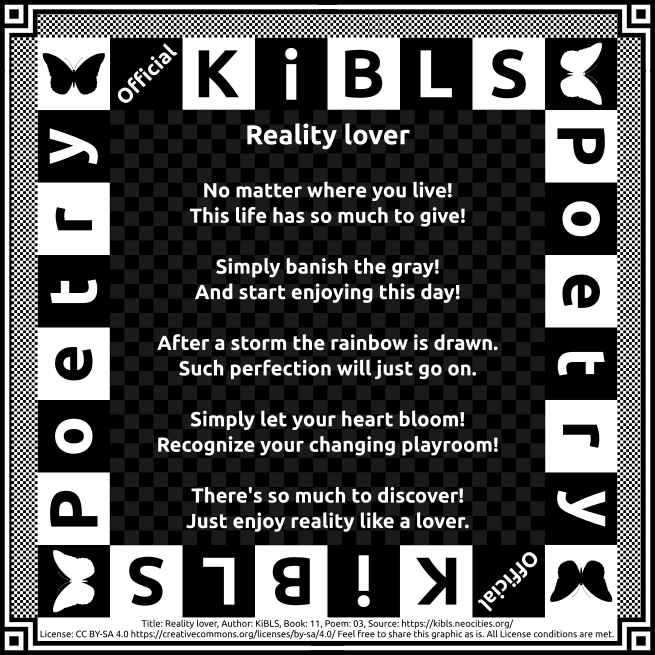 Official
KiBLS
Poetry
Poetry
Reality lover
No matter where you live!
This life has so much to give!
Simply banish the gray!
And start enjoying this day!
After a storm the rainbow is drawn.
Such perfection will just go on.
Simply let your heart bloom!
Recognize your changing playroom!
There's so much to discover!
Just enjoy reality like a lover.
Official
KiBLS
Title: Reality lover, Author: KiBLS, Book: 11, Poem: 03, Source: https://kibls.neocities.org/
License: CC BY-SA 4.0 https://creativecommons.org/licenses/by-sa/4.0/ Feel free to share this graphic as is. All License conditions are met.